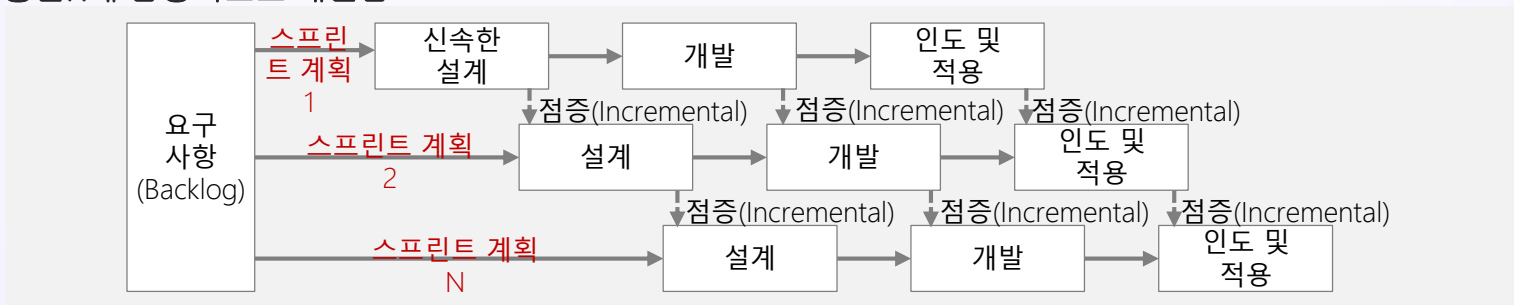 스프린
트 계획
1
신속한
설계
개발
인도 및
적용
점증(Incremental)
점증(Incremental)
점증(Incremental)
요구
사항
(Backlog)
스프린트 계획
2
설계
개발
인도 및
적용
점증(Incremental)
점증(Incremental)
점증(Incremental)
스프린트 계획
N
설계
개발
인도 및
적용